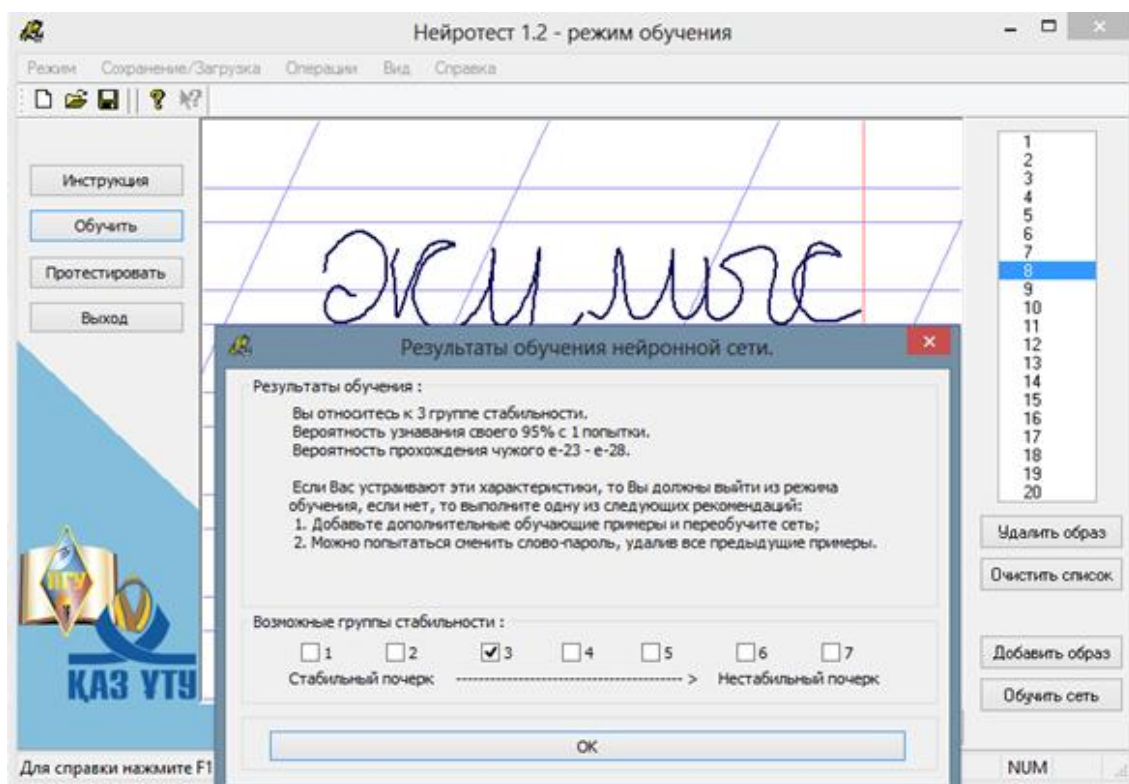 Нейротест 1.2 - режим обучения
Режим Сохранение/Загрузка Операции Вид Справка
Инструкция
Обучить
Протестировать
Выход
1
2
3
4
5
6
7
8
9
10
11
12
13
14
15
16
17
18
19
20
Удалить образ
Очистить список
Добавить образ
Обучить сеть
Результаты обучения нейронной сети.
Результаты обучения :
Вы относитесь к 3 группе стабильности.
Вероятность узнавания своего 95% с 1 попытки.
Вероятность прохождения чужого e-23 - e-28.
Если Вас устраивают эти характеристики, то Вы должны выйти из режима
обучения, если нет, то выполните одну из следующих рекомендаций:
1. Добавьте дополнительные обучающие примеры и переобучите сеть;
2. Можно попытаться сменить слово-пароль, удалив все предыдущие примеры.
Возможные группы стабильности :
1 2 3 4 5 6 7
Стабильный почерк ------------------------------------- > Нестабильный почерк
OK
ПГУ
ҚАЗ ҰТУ
Для справки нажмите F1
NUM